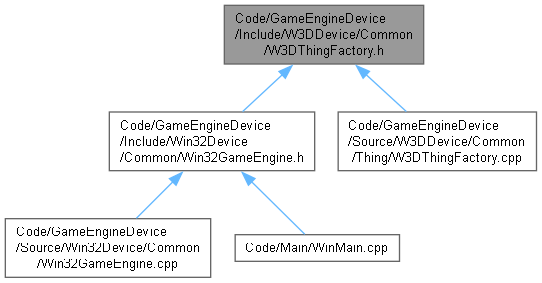 Code/GameEngineDevice
/Include/W3DDevice/Common
/W3DThingFactory.h
Code/GameEngineDevice
/Include/Win32Device
/Common/Win32GameEngine.h
Code/GameEngineDevice
/Source/W3DDevice/Common
/Thing/W3DThingFactory.cpp
Code/GameEngineDevice
/Source/Win32Device/Common
/Win32GameEngine.cpp
Code/Main/WinMain.cpp